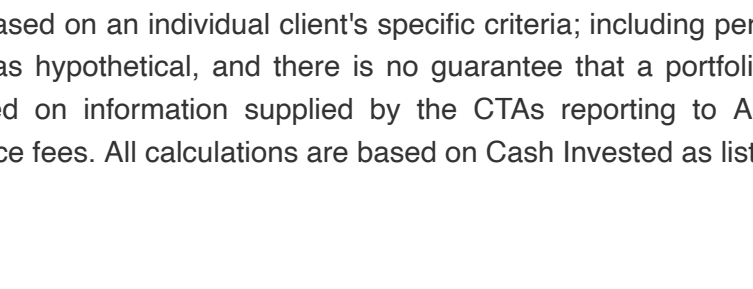 ased on an individual client's specific criteria; including per
as hypothetical, and there is no guarantee that a portfoli
ed on information supplied by the CTAs reporting to A
ce fees. All calculations are based on Cash Invested as list